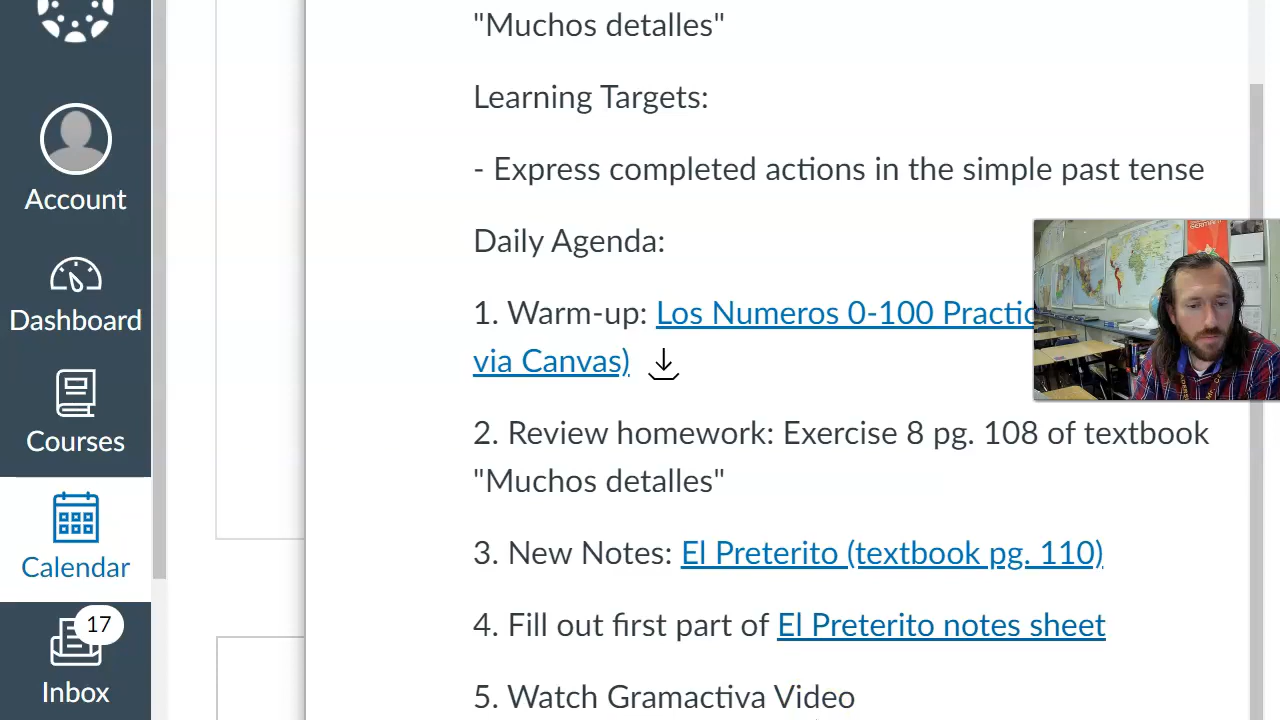 "Muchos detalles"
Learning Targets:
- Express completed actions in the simple past tense
Daily Agenda:
1. Warm-up: Los Numeros 0-100 Practic
via Canvas)
2. Review homework: Exercise 8 pg. 108 of textbook
"Muchos detalles"
3. New Notes: El Preterito (textbook pg. 110)
4. Fill out first part of El Preterito notes sheet
5. Watch Gramactiva Video
Account
Dashboard
Courses
Calendar
17
Inbox